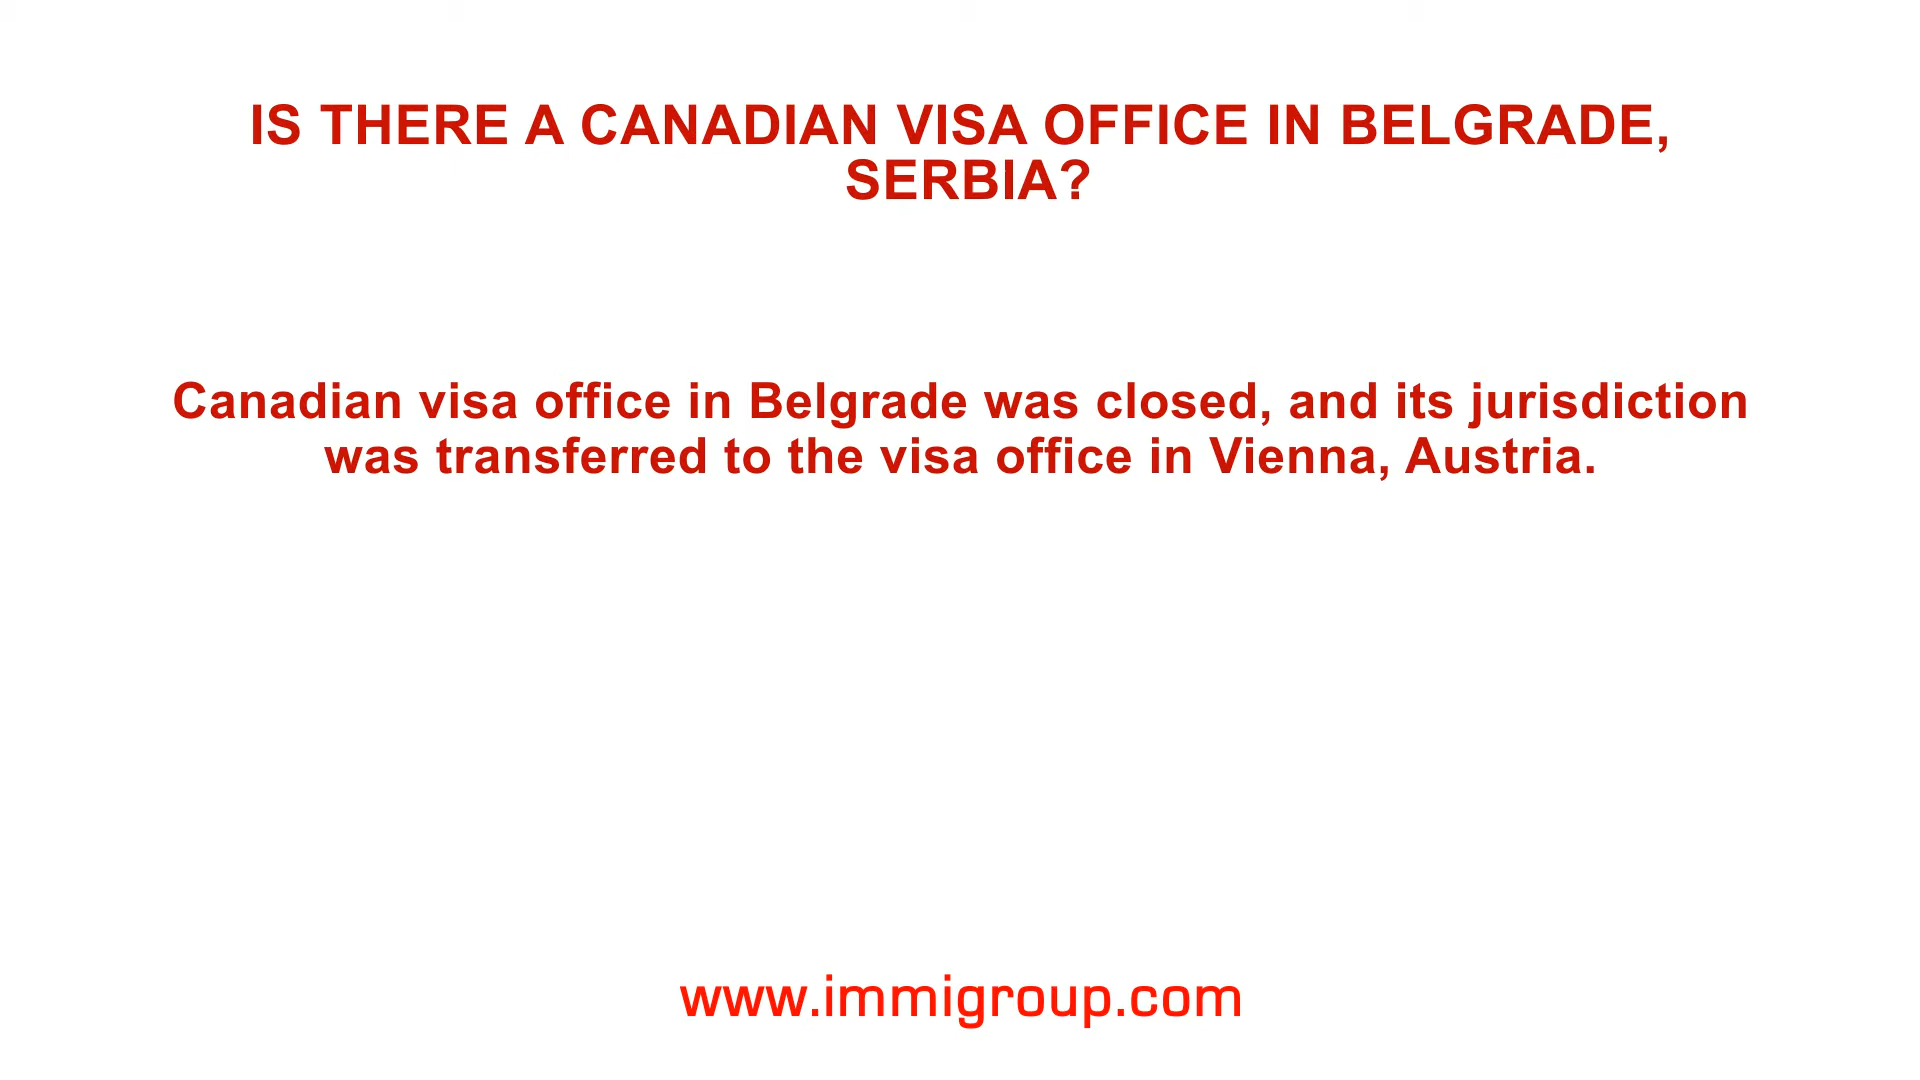 IS THERE A CANADIAN VISA OFFICE IN BELGRADE,
SERBIA?
Canadian visa office in Belgrade was closed, and its jurisdiction
was transferred to the visa office in Vienna, Austria.
www.immigroup.com